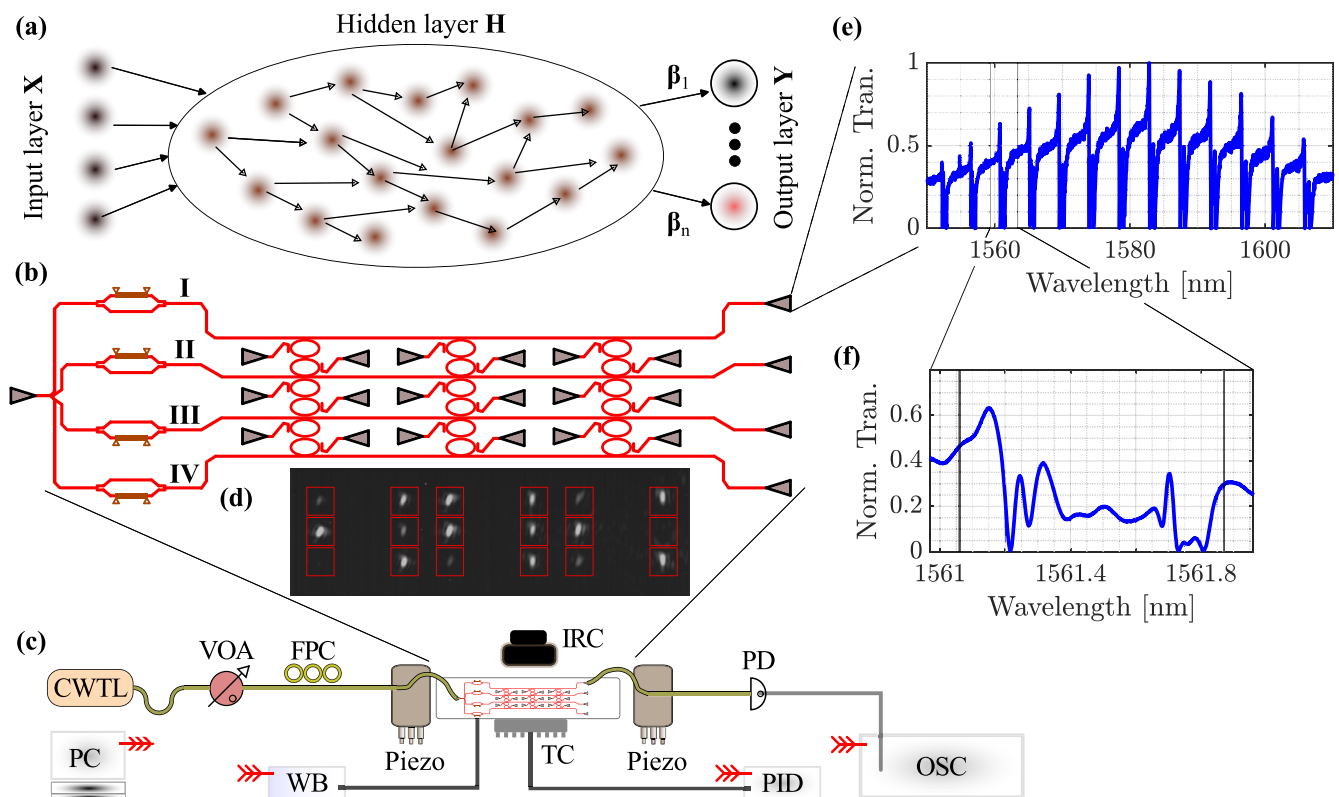 (a)
Hidden layer H
Input layer X
β1
βn
Output layer Y
(e)
Norm. Tran.
1
0.5
0
1560
1580
1600
Wavelength [nm]
(b)
I
II
III
IV
(d)
(f)
Norm. Tran.
0.6
0.4
0.2
0
1561
1561.4
1561.8
Wavelength [nm]
(c)
CWTL
VOA
FPC
IRC
PD
Piezo
TC
Piezo
PC
WB
PID
OSC